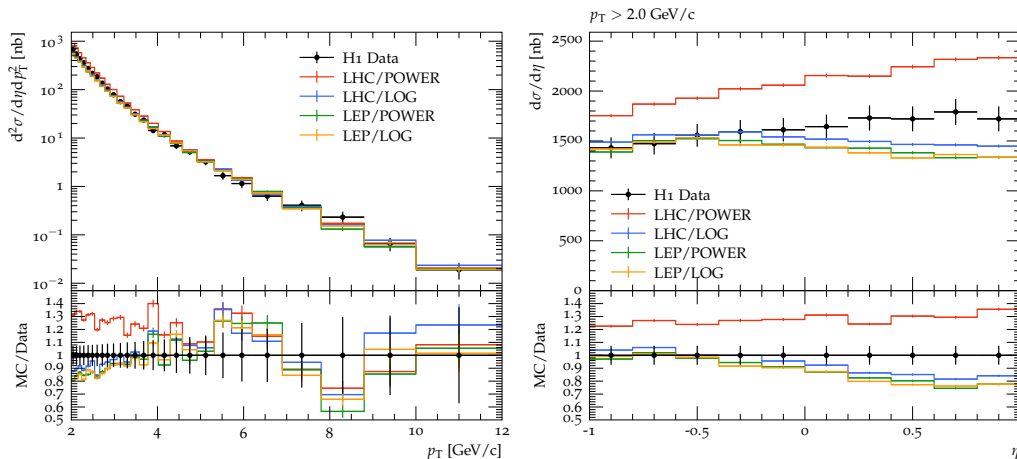 d²σ/dηdp²_T [nb]
10³
10²
10¹
1
10⁻¹
10⁻²
H1 Data
LHC/POWER
LHC/LOG
LEP/POWER
LEP/LOG
MC/Data
1.4
1.3
1.2
1.1
1
0.9
0.8
0.7
0.6
0.5
2 4 6 8 10 12
p_T [GeV/c]
p_T > 2.0 GeV/c
dσ/dη [nb]
2500
2000
1500
1000
500
0
H1 Data
LHC/POWER
LHC/LOG
LEP/POWER
LEP/LOG
MC/Data
1.4
1.3
1.2
1.1
1
0.9
0.8
0.7
0.6
0.5
-1 -0.5 0 0.5 1
η